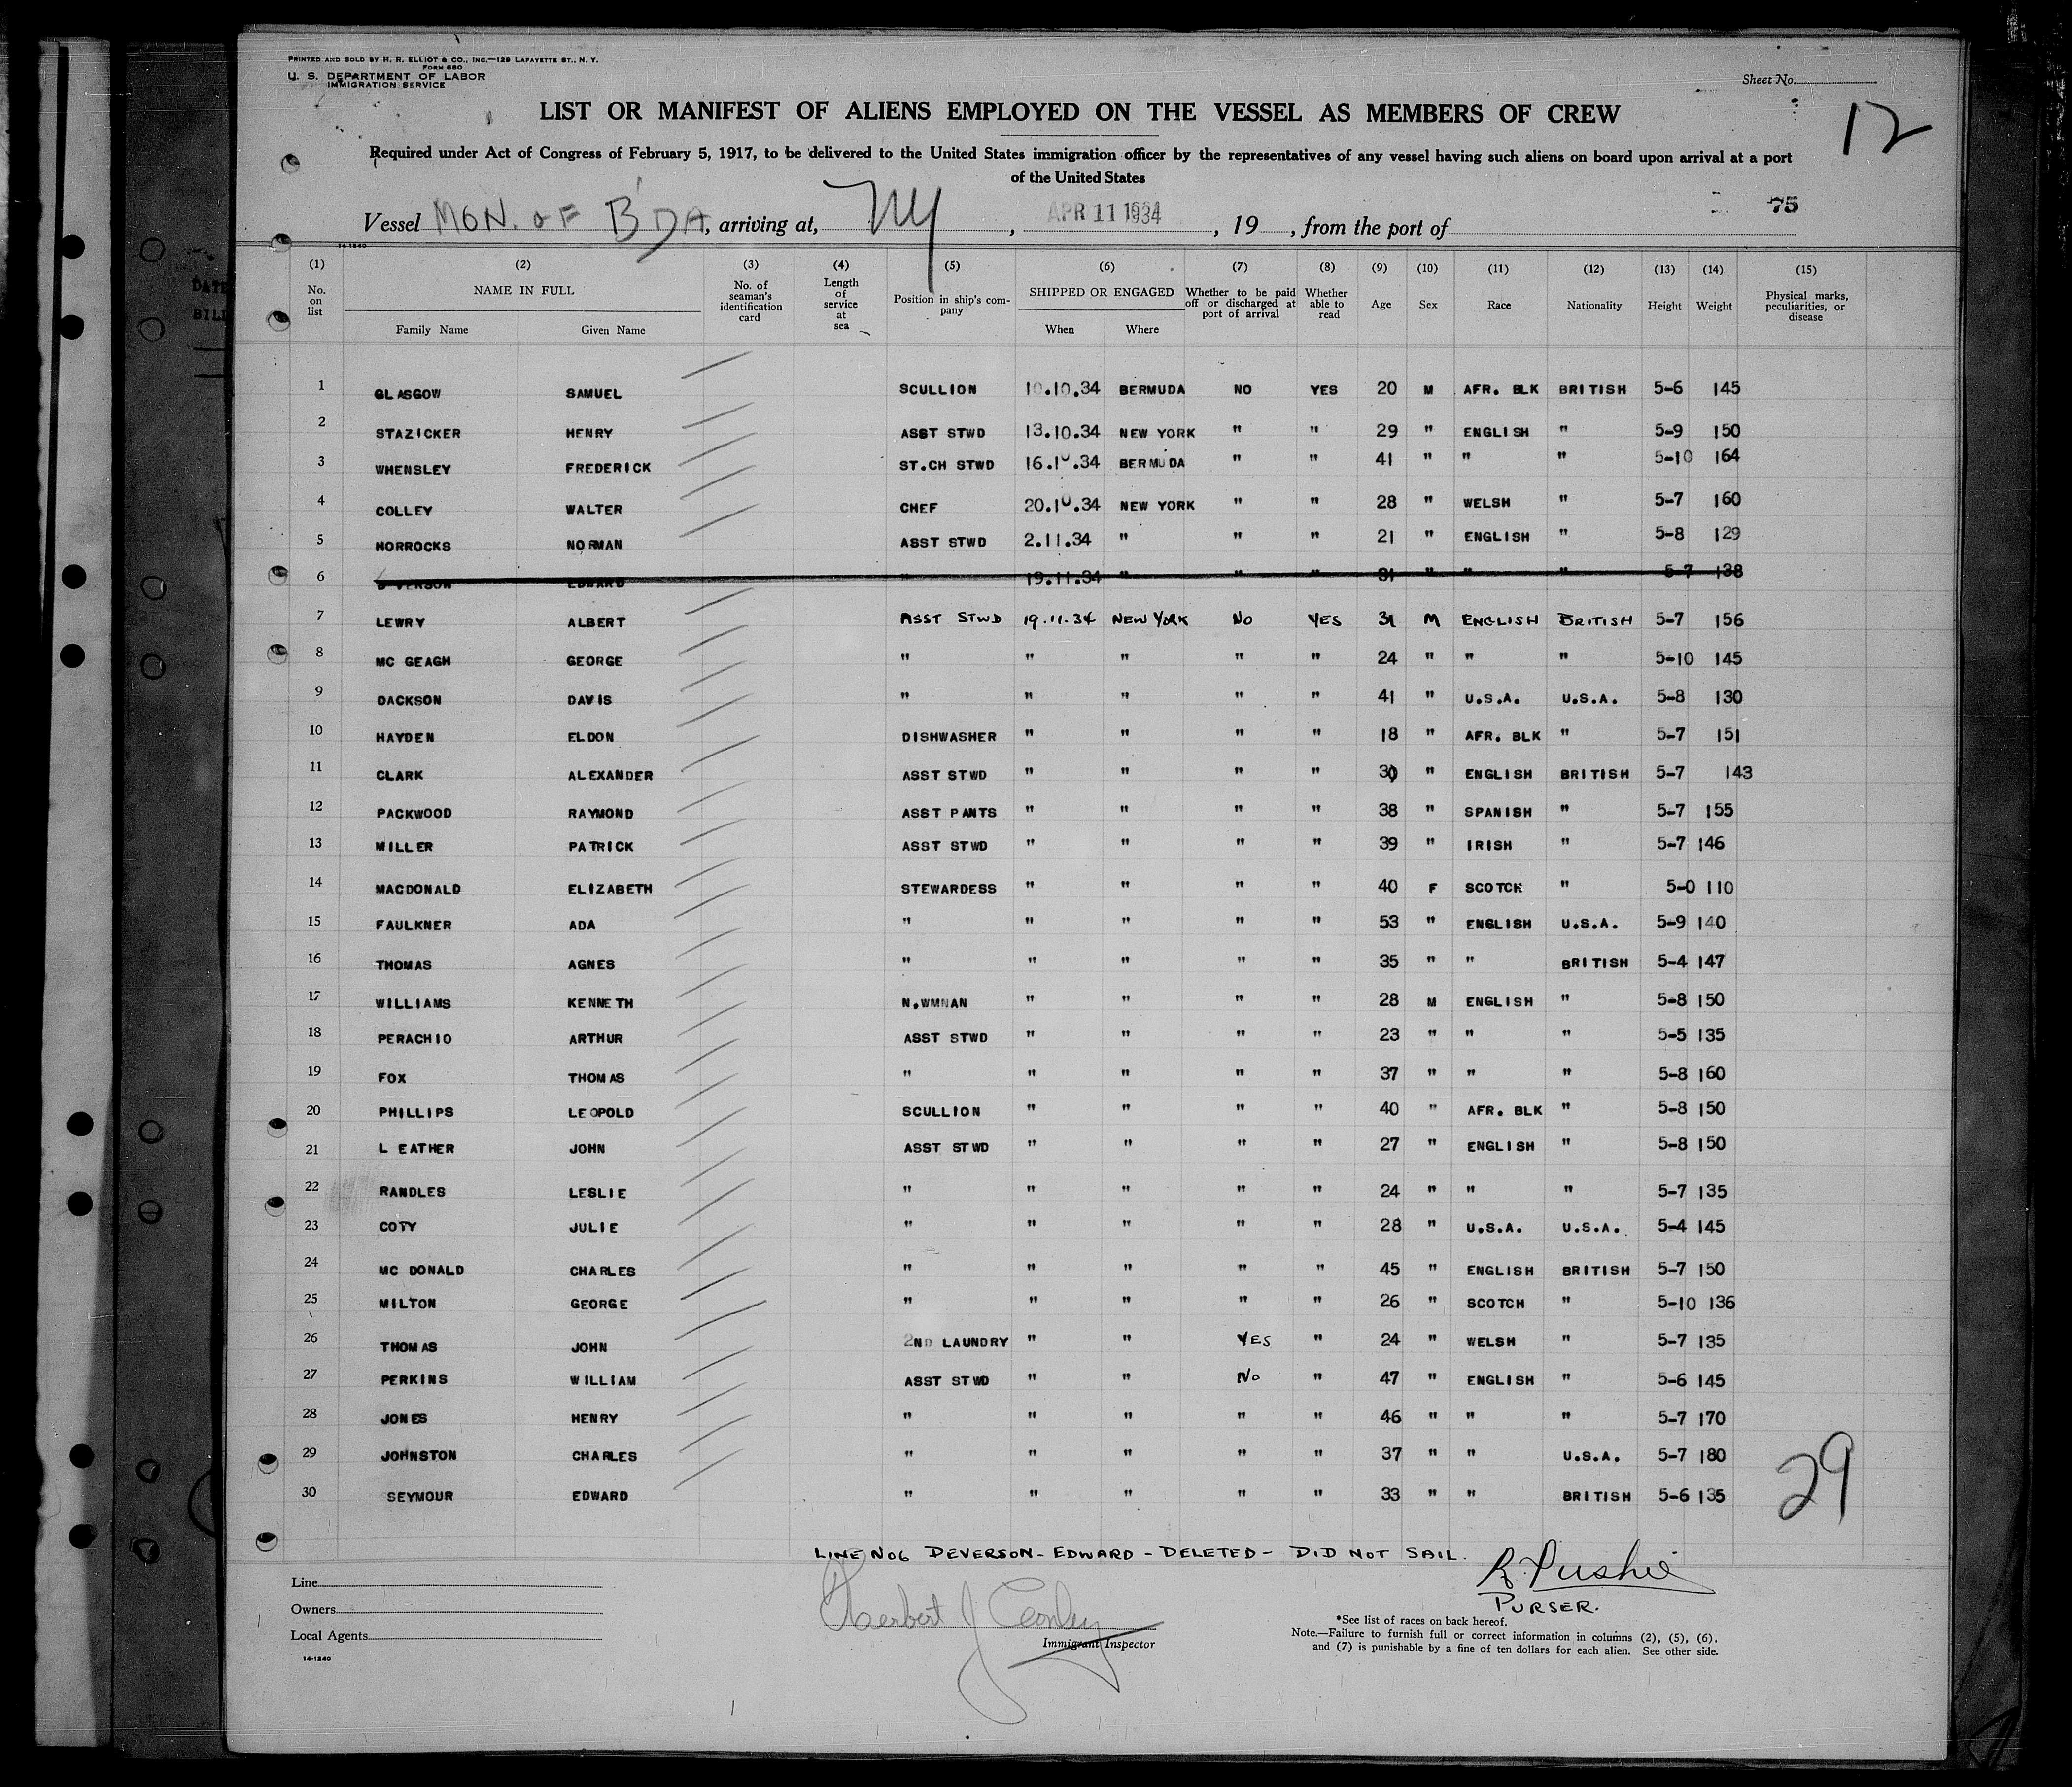 PRINTED AND SOLD BY H. R. ELLIOT & CO., INC.—129 LAFAYETTE ST., N. Y.
FORM 680
U. S. DEPARTMENT OF LABOR
IMMIGRATION SERVICE
Sheet No.
LIST OR MANIFEST OF ALIENS EMPLOYED ON THE VESSEL AS MEMBERS OF CREW
12
Required under Act of Congress of February 5, 1917, to be delivered to the United States immigration officer by the representatives of any vessel having such aliens on board upon arrival at a port
of the United States
75
Vessel MON. OF B'DA, arriving at, NY, APR 11 1934, 19 , from the port of
14-1240
(1) (2) (3) (4) (5) (6) (7) (8) (9) (10) (11) (12) (13) (14) (15)
No. on list NAME IN FULL Family Name Given Name No. of seaman's identification card Length of service at sea Position in ship's company SHIPPED OR ENGAGED When Where Whether to be paid off or discharged at port of arrival Whether able to read Age Sex Race Nationality Height Weight Physical marks, peculiarities, or disease
1 GLASGOW SAMUEL SCULLION 10.10.34 BERMUDA NO YES 20 M AFR. BLK BRITISH 5-6 145
2 STAZICKER HENRY ASST STWD 13.10.34 NEW YORK " " 29 " ENGLISH " 5-9 150
3 WHENSLEY FREDERICK ST.CH STWD 16.10.34 BERMUDA " " 41 " " " 5-10 164
4 COLLEY WALTER CHEF 20.10.34 NEW YORK " " 28 " WELSH " 5-7 160
5 HORROCKS NORMAN ASST STWD 2.11.34 " " " 21 " ENGLISH " 5-8 129
6 DEVERSON EDWARD " 19.11.34 " " " 31 " " " 5-7 138
7 LEWRY ALBERT ASST STWD 19.11.34 NEW YORK NO YES 31 M ENGLISH BRITISH 5-7 156
8 MC GEAGH GEORGE " " " " " 24 " " " 5-10 145
9 DACKSON DAVIS " " " " " 41 " U.S.A. U.S.A. 5-8 130
10 HAYDEN ELDON DISHWASHER " " " " 18 " AFR. BLK " 5-7 151
11 CLARK ALEXANDER ASST STWD " " " " 30 " ENGLISH BRITISH 5-7 143
12 PACKWOOD RAYMOND ASST PANTS " " " " 38 " SPANISH " 5-7 155
13 MILLER PATRICK ASST STWD " " " " 39 " IRISH " 5-7 146
14 MACDONALD ELIZABETH STEWARDESS " " " " 40 F SCOTCH " 5-0 110
15 FAULKNER ADA " " " " " 53 " ENGLISH U.S.A. 5-9 140
16 THOMAS AGNES " " " " " 35 " " BRITISH 5-4 147
17 WILLIAMS KENNETH N.WMNAN " " " " 28 M ENGLISH " 5-8 150
18 PERACHIO ARTHUR ASST STWD " " " " 23 " " " 5-5 135
19 FOX THOMAS " " " " " 37 " " " 5-8 160
20 PHILLIPS LEOPOLD SCULLION " " " " 40 " AFR. BLK " 5-8 150
21 L EATHER JOHN ASST STWD " " " " 27 " ENGLISH " 5-8 150
22 RANDLES LESLIE " " " " " 24 " " " 5-7 135
23 COTY JULIE " " " " " 28 " U.S.A. U.S.A. 5-4 145
24 MC DONALD CHARLES " " " " " 45 " ENGLISH BRITISH 5-7 150
25 MILTON GEORGE " " " " " 26 " SCOTCH " 5-10 136
26 THOMAS JOHN 2ND LAUNDRY " " YES " 24 " WELSH " 5-7 135
27 PERKINS WILLIAM ASST STWD " " No " 47 " ENGLISH " 5-6 145
28 JONES HENRY " " " " " 46 " " " 5-7 170
29 JOHNSTON CHARLES " " " " " 37 " " U.S.A. 5-7 180
30 SEYMOUR EDWARD " " " " " 33 " " BRITISH 5-6 135
29
LINE NO6 DEVERSON - EDWARD - DELETED - DID NOT SAIL.
R. Pushie
PURSER.
Line
Owners
Local Agents
14-1240
Herbert J Conley
Immigrant Inspector
*See list of races on back hereof.
Note.—Failure to furnish full or correct information in columns (2), (5), (6),
and (7) is punishable by a fine of ten dollars for each alien. See other side.